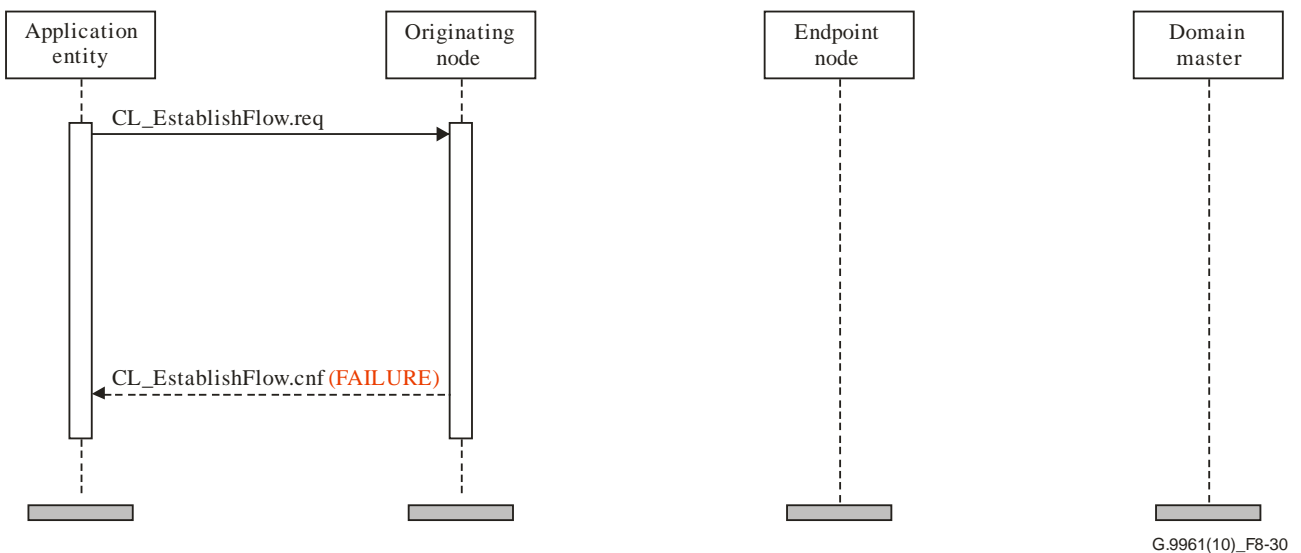 Application
entity
Originating
node
Endpoint
node
Domain
master
CL_EstablishFlow.req
CL_EstablishFlow.cnf (FAILURE)
G.9961(10)_F8-30